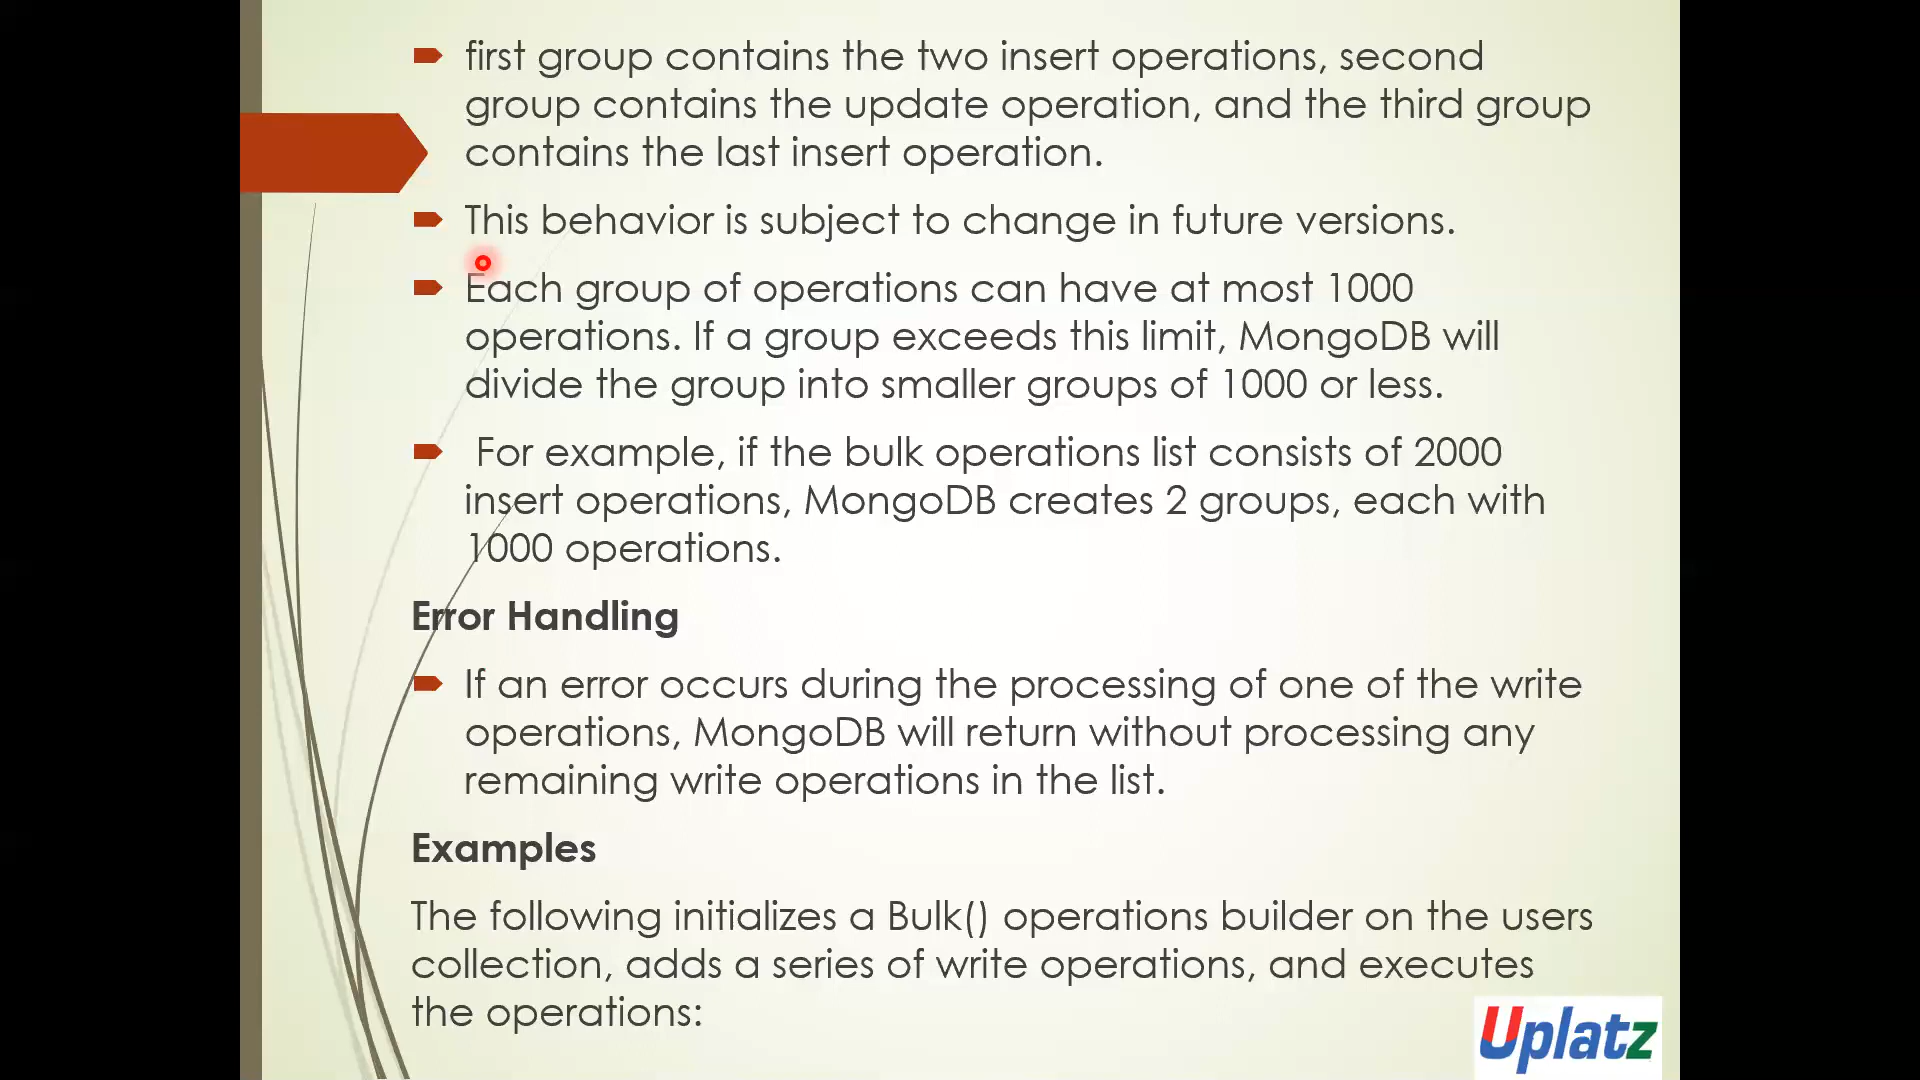 first group contains the two insert operations, second
group contains the update operation, and the third group
contains the last insert operation.
This behavior is subject to change in future versions.
Each group of operations can have at most 1000
operations. If a group exceeds this limit, MongoDB will
divide the group into smaller groups of 1000 or less.
For example, if the bulk operations list consists of 2000
insert operations, MongoDB creates 2 groups, each with
1000 operations.
Error Handling
If an error occurs during the processing of one of the write
operations, MongoDB will return without processing any
remaining write operations in the list.
Examples
The following initializes a Bulk() operations builder on the users
collection, adds a series of write operations, and executes
the operations:
Uplatz